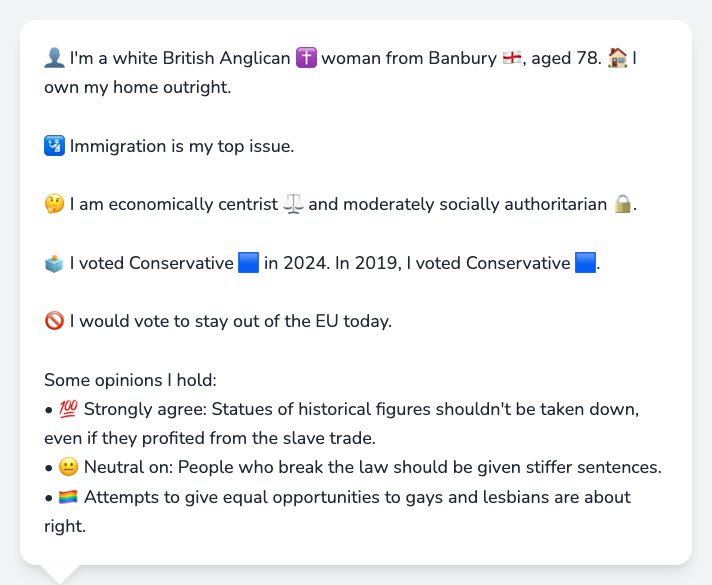 👤 I'm a white British Anglican ✝️ woman from Banbury 🏴󠁧󠁢󠁥󠁮󠁧󠁿, aged 78. 🏠 I
own my home outright.
🛂 Immigration is my top issue.
🤔 I am economically centrist ⚖️ and moderately socially authoritarian 🔒.
🗳️ I voted Conservative 🟦 in 2024. In 2019, I voted Conservative 🟦.
🚫 I would vote to stay out of the EU today.
Some opinions I hold:
• 💯 Strongly agree: Statues of historical figures shouldn't be taken down,
even if they profited from the slave trade.
• 😐 Neutral on: People who break the law should be given stiffer sentences.
• 🏳️‍🌈 Attempts to give equal opportunities to gays and lesbians are about
right.